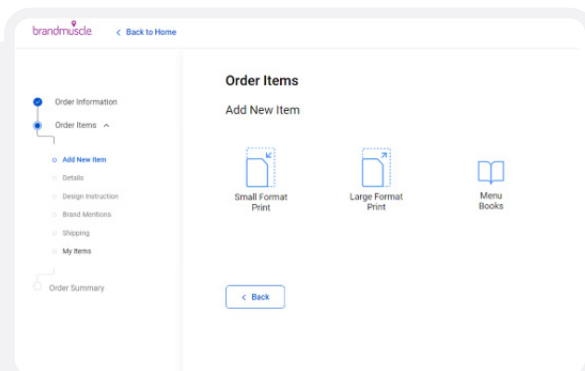 brandmuscle
Back to Home
Order Information
Order Items
Add New Item
Details
Design Instruction
Brand Mentions
Shipping
My Items
Order Summary
Order Items
Add New Item
Small Format
Print
Large Format
Print
Menu
Books
Back